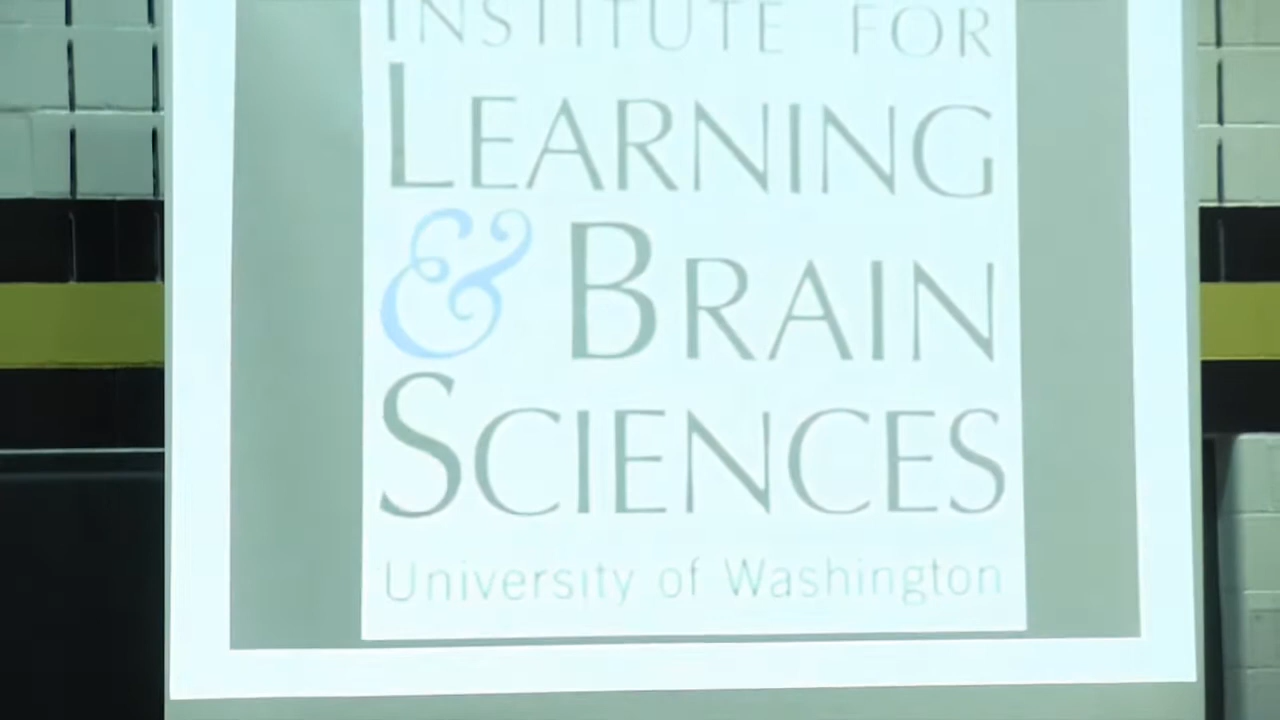 INSTITUTE FOR
LEARNING
& BRAIN
SCIENCES
University of Washington